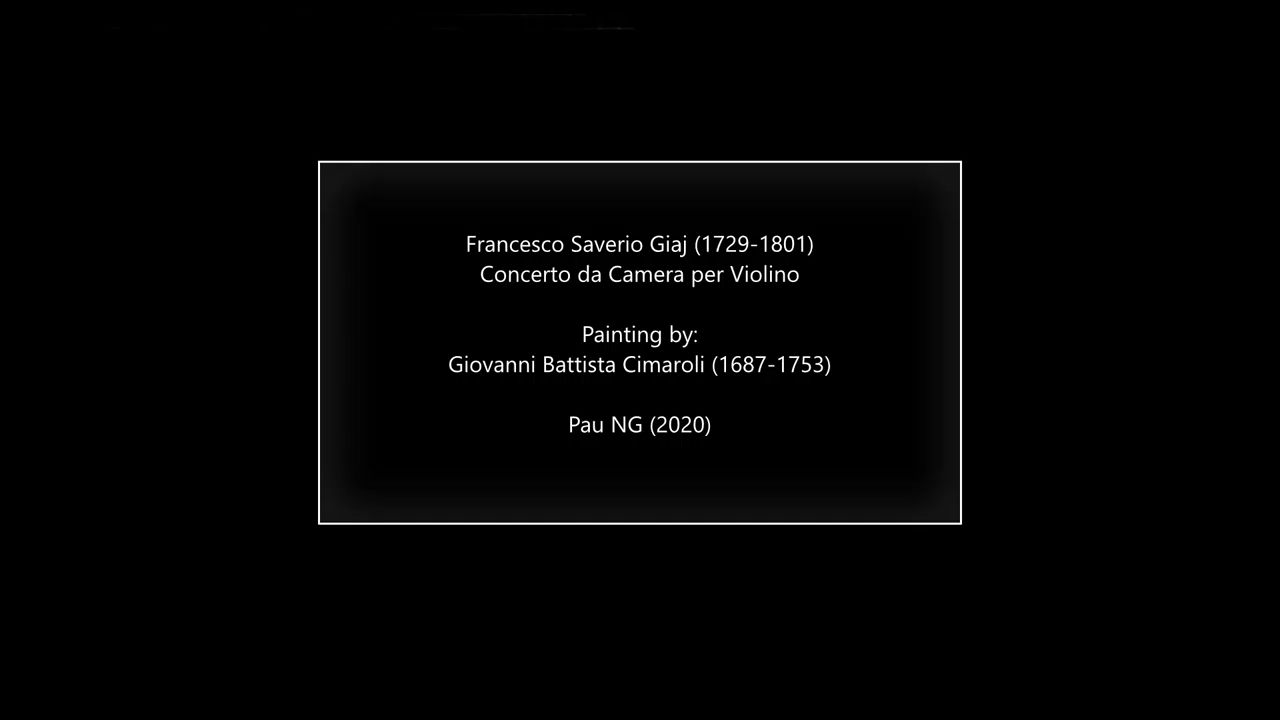 Francesco Saverio Giaj (1729-1801)
Concerto da Camera per Violino
Painting by:
Giovanni Battista Cimaroli (1687-1753)
Pau NG (2020)